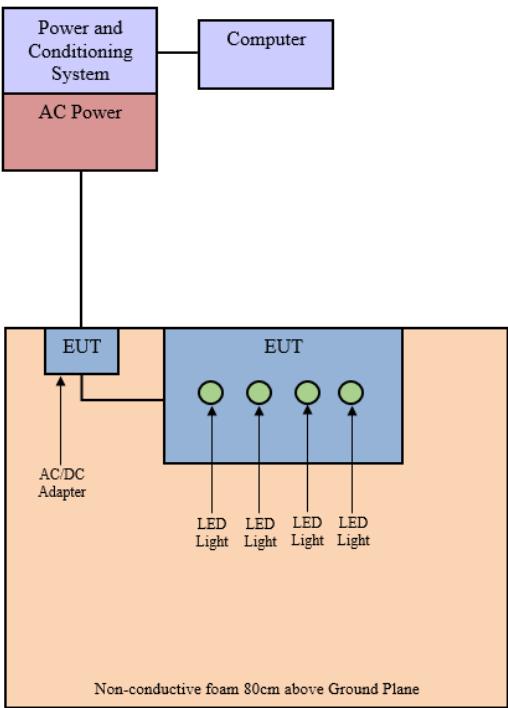 Power and
Conditioning
System
Computer
AC Power
EUT
EUT
AC/DC
Adapter
LED
Light
LED
Light
LED
Light
LED
Light
Non-conductive foam 80cm above Ground Plane